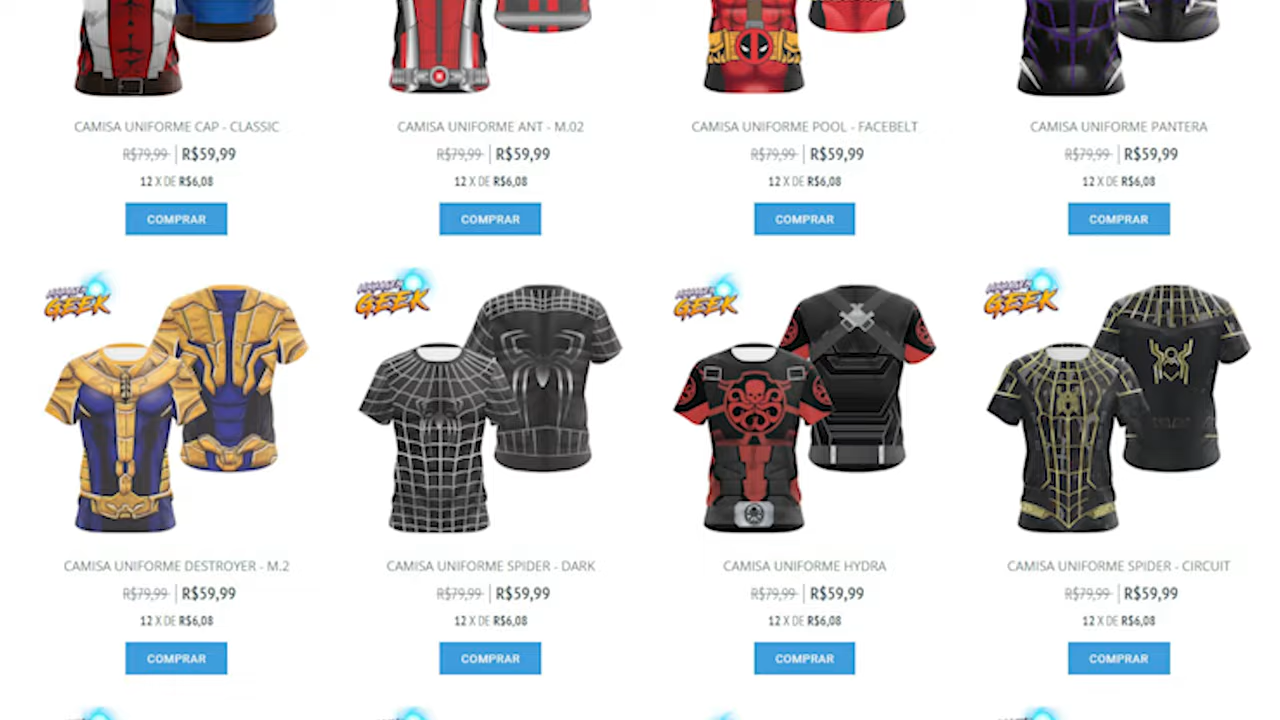 CAMISA UNIFORME CAP - CLASSIC
R$79,99 R$59,99
12 X DE R$6,08
COMPRAR
CAMISA UNIFORME ANT - M.02
R$79,99 R$59,99
12 X DE R$6,08
COMPRAR
CAMISA UNIFORME POOL - FACEBELT
R$79,99 R$59,99
12 X DE R$6,08
COMPRAR
CAMISA UNIFORME PANTERA
R$79,99 R$59,99
12 X DE R$6,08
COMPRAR
GEEK
CAMISA UNIFORME DESTROYER - M.2
R$79,99 R$59,99
12 X DE R$6,08
COMPRAR
GEEK
CAMISA UNIFORME SPIDER - DARK
R$79,99 R$59,99
12 X DE R$6,08
COMPRAR
GEEK
CAMISA UNIFORME HYDRA
R$79,99 R$59,99
12 X DE R$6,08
COMPRAR
GEEK
CAMISA UNIFORME SPIDER - CIRCUIT
R$79,99 R$59,99
12 X DE R$6,08
COMPRAR